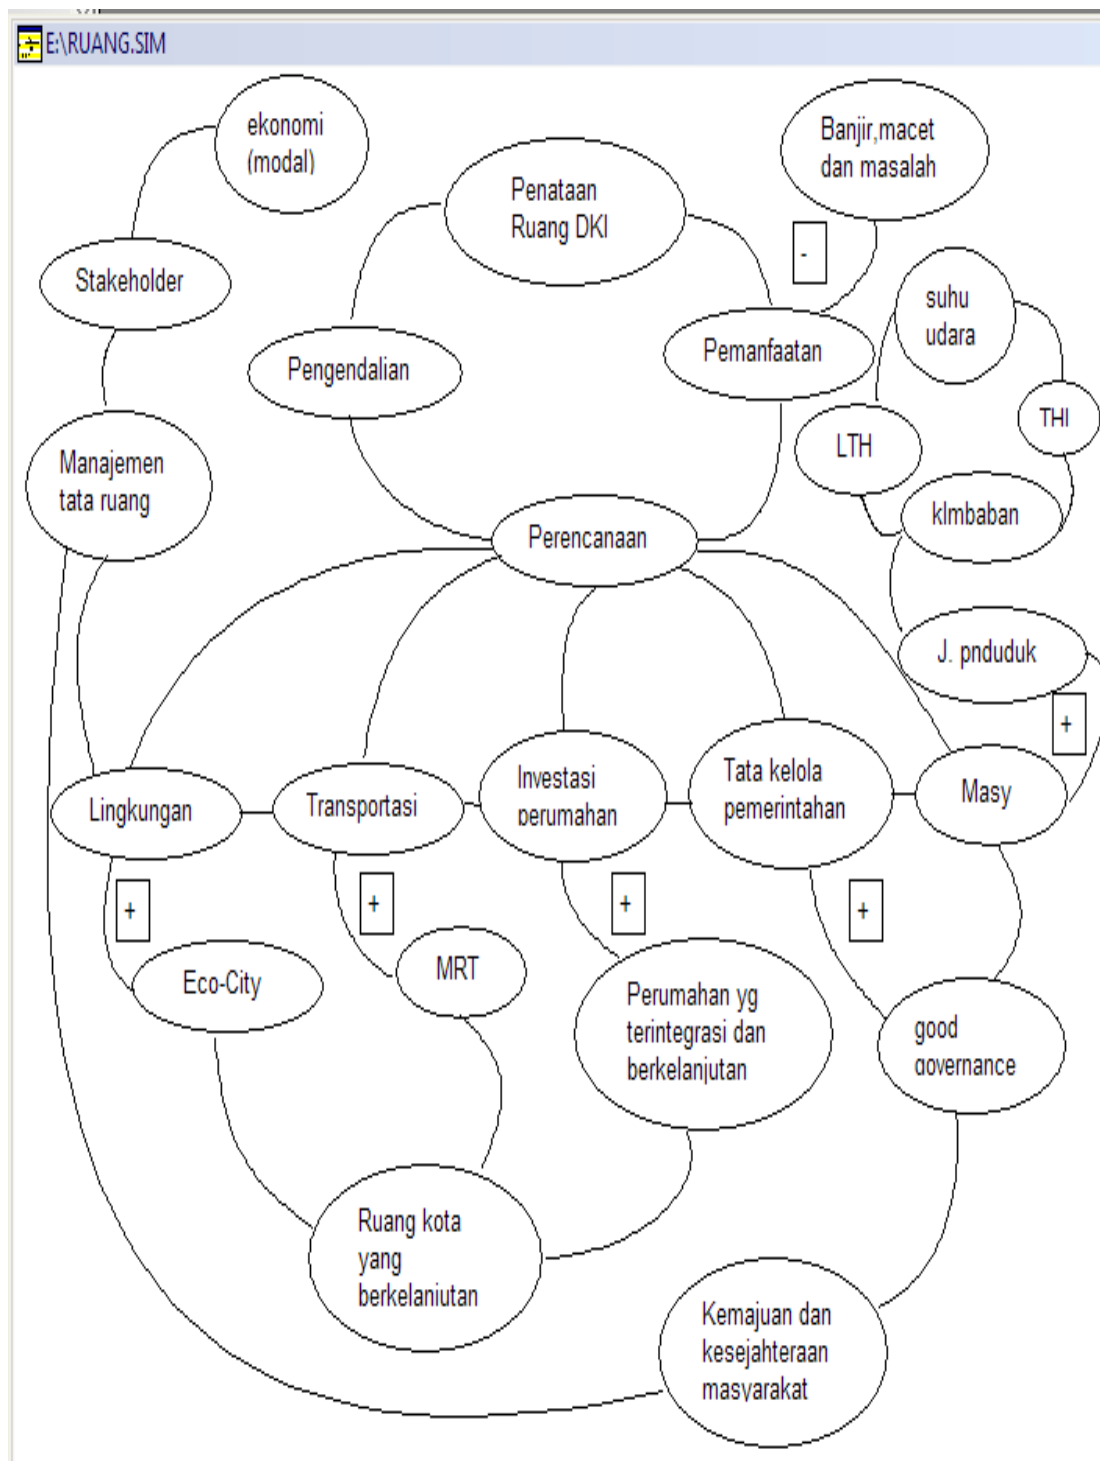 E:\RUANG.SIM
ekonomi
(modal)
Penataan
Ruang DKI
Banjir,macet
dan masalah
-
Stakeholder
suhu
udara
Pengendalian
Pemanfaatan
THI
LTH
Manajemen
tata ruang
klmbaban
Perencanaan
J. pnduduk
+
Lingkungan
Transportasi
Investasi
perumahan
Tata kelola
pemerintahan
Masy
+
+
+
+
Eco-City
MRT
Perumahan yg
terintegrasi dan
berkelanjutan
good
governance
Ruang kota
yang
berkelanjutan
Kemajuan dan
kesejahteraan
masyarakat